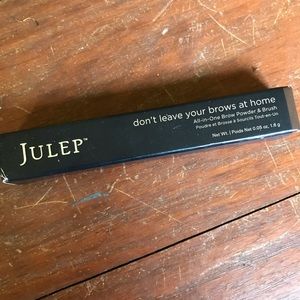 JULEP™
don't leave your brows at home
All-in-One Brow Powder & Brush
Poudre et Brosse à Sourcils Tout-en-Un
Net Wt. | Poids Net 0.05 oz, 1.6 g